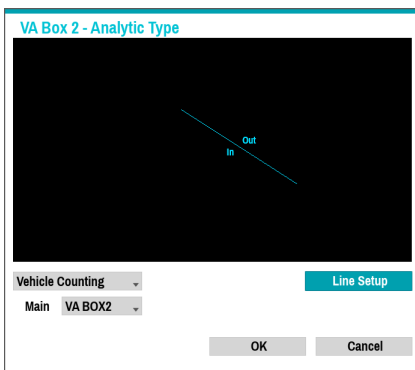 VA Box 2 - Analytic Type
Out
In
Vehicle Counting
Line Setup
Main VA BOX2
OK Cancel